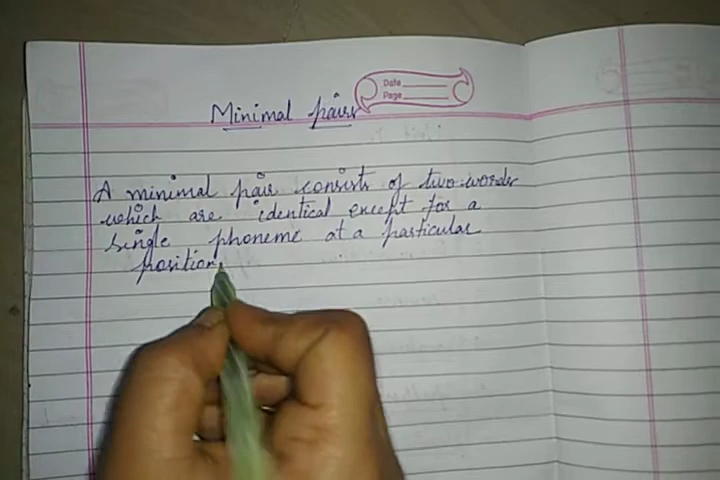 Minimal pairs
Date
Page
A minimal pair consists of two words
which are identical except for a
single phoneme at a particular
position